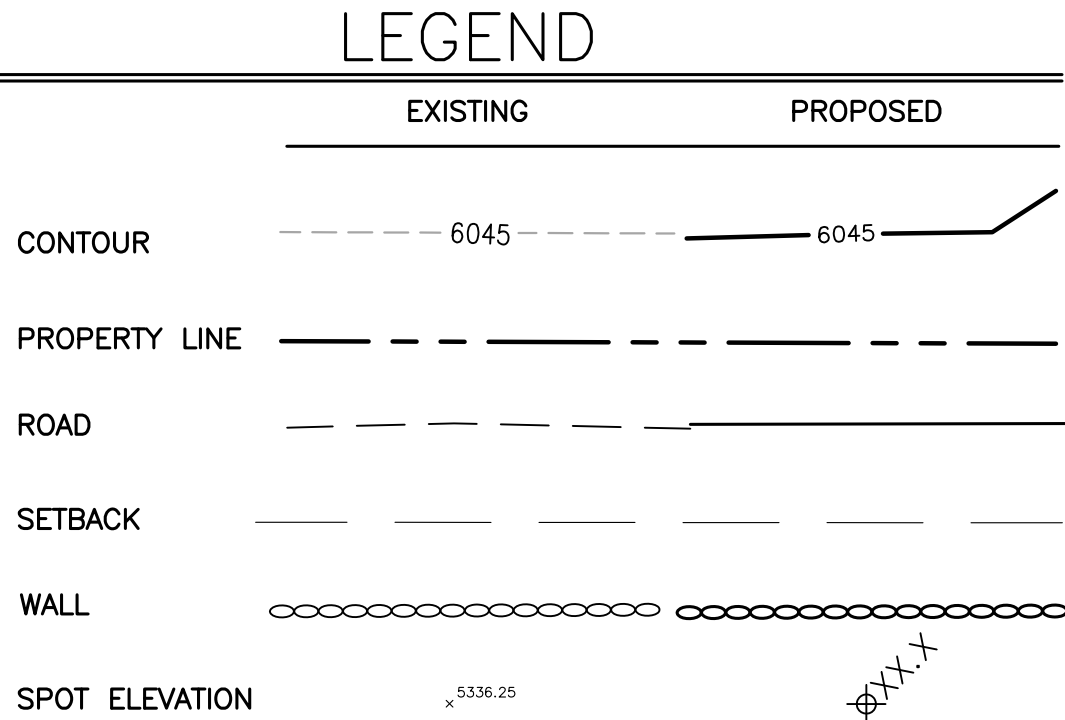 LEGEND
EXISTING PROPOSED
CONTOUR 6045 6045
PROPERTY LINE
ROAD
SETBACK
WALL
SPOT ELEVATION 5336.25 XX.X